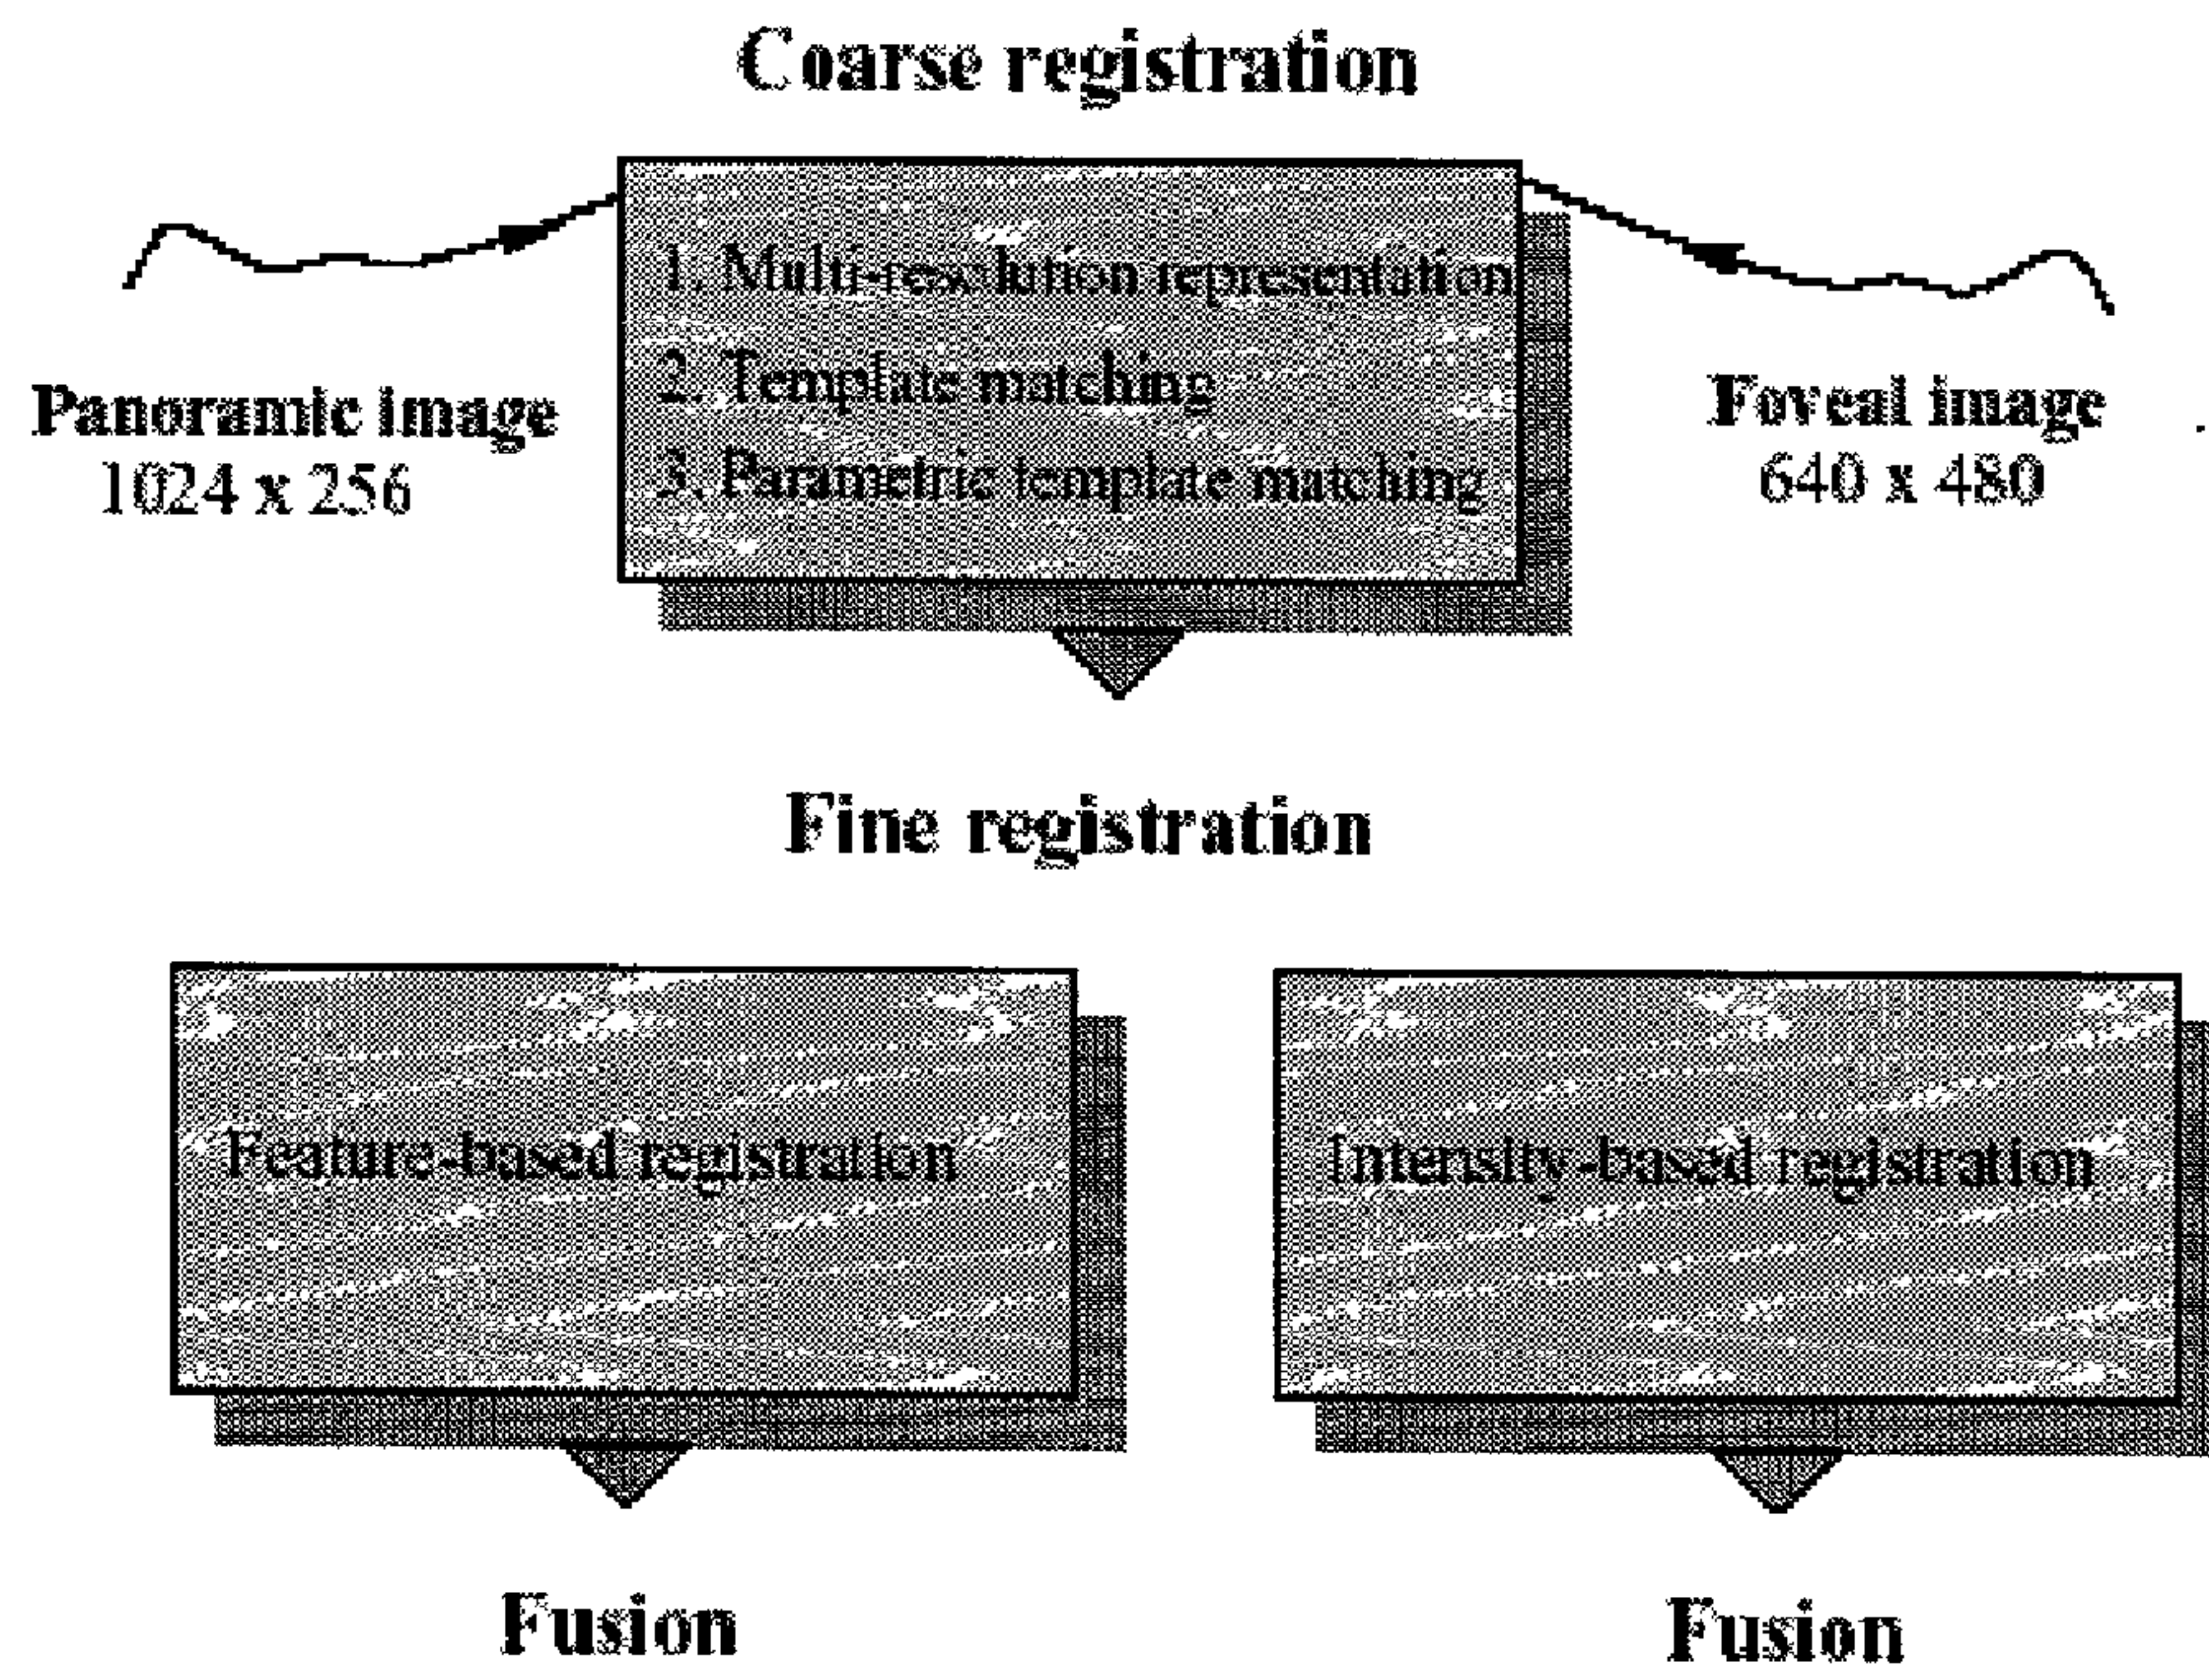 Coarse registration
1. Multi-resolution representation
2. Template matching
3. Parametric template matching
Panoramic image
1024 x 256
Foveal image
640 x 480
Fine registration
Feature-based registration
Intensity-based registration
Fusion
Fusion